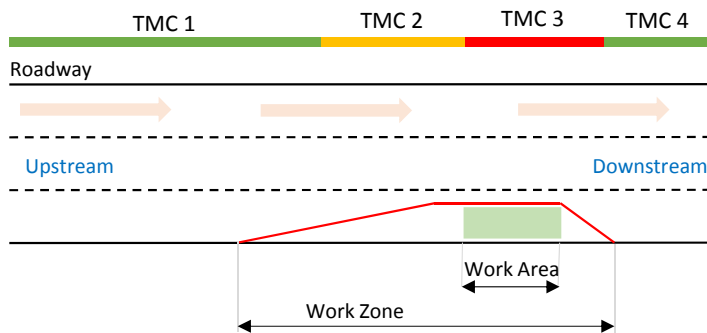 TMC 1 TMC 2 TMC 3 TMC 4
Roadway
Upstream Downstream
Work Area
Work Zone